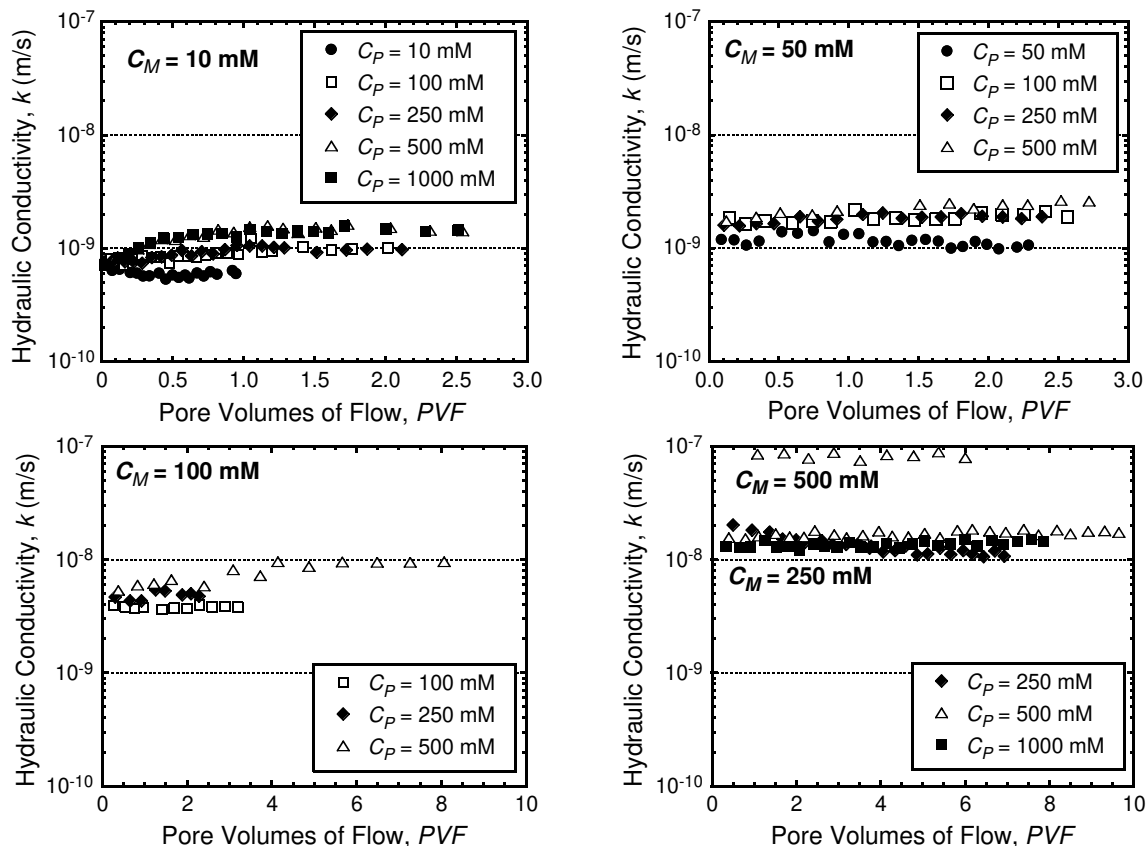 Hydraulic Conductivity, k (m/s)
10⁻⁷
10⁻⁸
10⁻⁹
10⁻¹⁰
C_M = 10 mM
C_P = 10 mM
C_P = 100 mM
C_P = 250 mM
C_P = 500 mM
C_P = 1000 mM
0 0.5 1.0 1.5 2.0 2.5 3.0
Pore Volumes of Flow, PVF
Hydraulic Conductivity, k (m/s)
10⁻⁷
10⁻⁸
10⁻⁹
10⁻¹⁰
C_M = 50 mM
C_P = 50 mM
C_P = 100 mM
C_P = 250 mM
C_P = 500 mM
0.0 0.5 1.0 1.5 2.0 2.5 3.0
Pore Volumes of Flow, PVF
Hydraulic Conductivity, k (m/s)
10⁻⁷
10⁻⁸
10⁻⁹
10⁻¹⁰
C_M = 100 mM
C_P = 100 mM
C_P = 250 mM
C_P = 500 mM
0 2 4 6 8 10
Pore Volumes of Flow, PVF
Hydraulic Conductivity, k (m/s)
10⁻⁷
10⁻⁸
10⁻⁹
10⁻¹⁰
C_M = 500 mM
C_M = 250 mM
C_P = 250 mM
C_P = 500 mM
C_P = 1000 mM
0 2 4 6 8 10
Pore Volumes of Flow, PVF